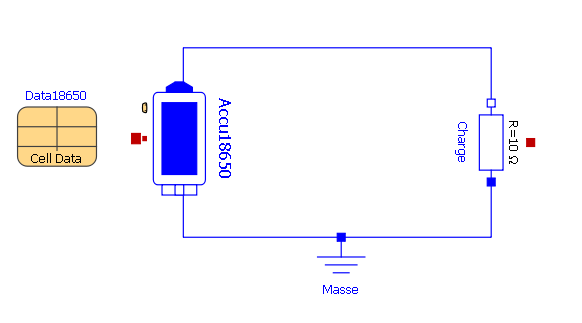 Data18650
Cell Data
Accu18650
Charge
R=10 Ω
Masse